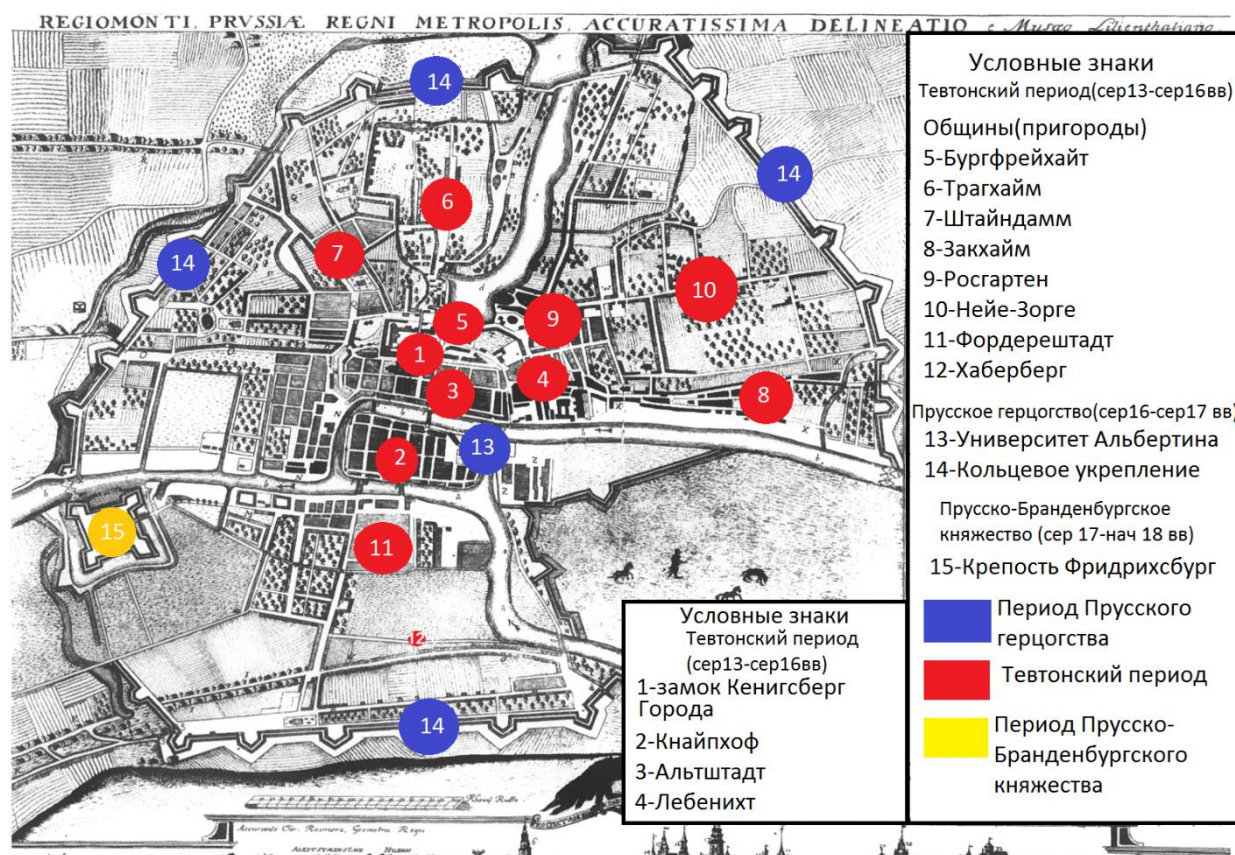 REGIOMONTI. PRVSSIÆ REGNI METROPOLIS, ACCURATISSIMA DELINEATIO e Musæo Lilienthaliano
14
14
6
14
7
10
5
9
1
4
3
8
13
2
15
11
12
14
Условные знаки
Тевтонский период(сер13-сер16вв)
Общины(пригороды)
5-Бургфрейхайт
6-Трагхайм
7-Штайндамм
8-Закхайм
9-Росгартен
10-Нейе-Зорге
11-Фордерештадт
12-Хаберберг
Прусское герцогство(сер16-сер17 вв)
13-Университет Альбертина
14-Кольцевое укрепление
Прусско-Бранденбургское
княжество (сер 17-нач 18 вв)
15-Крепость Фридрихсбург
Период Прусского
герцогства
Тевтонский период
Период Прусско-
Бранденбургского
княжества
Условные знаки
Тевтонский период
(сер13-сер16вв)
1-замок Кенигсберг
Города
2-Кнайпхоф
3-Альтштадт
4-Лебенихт